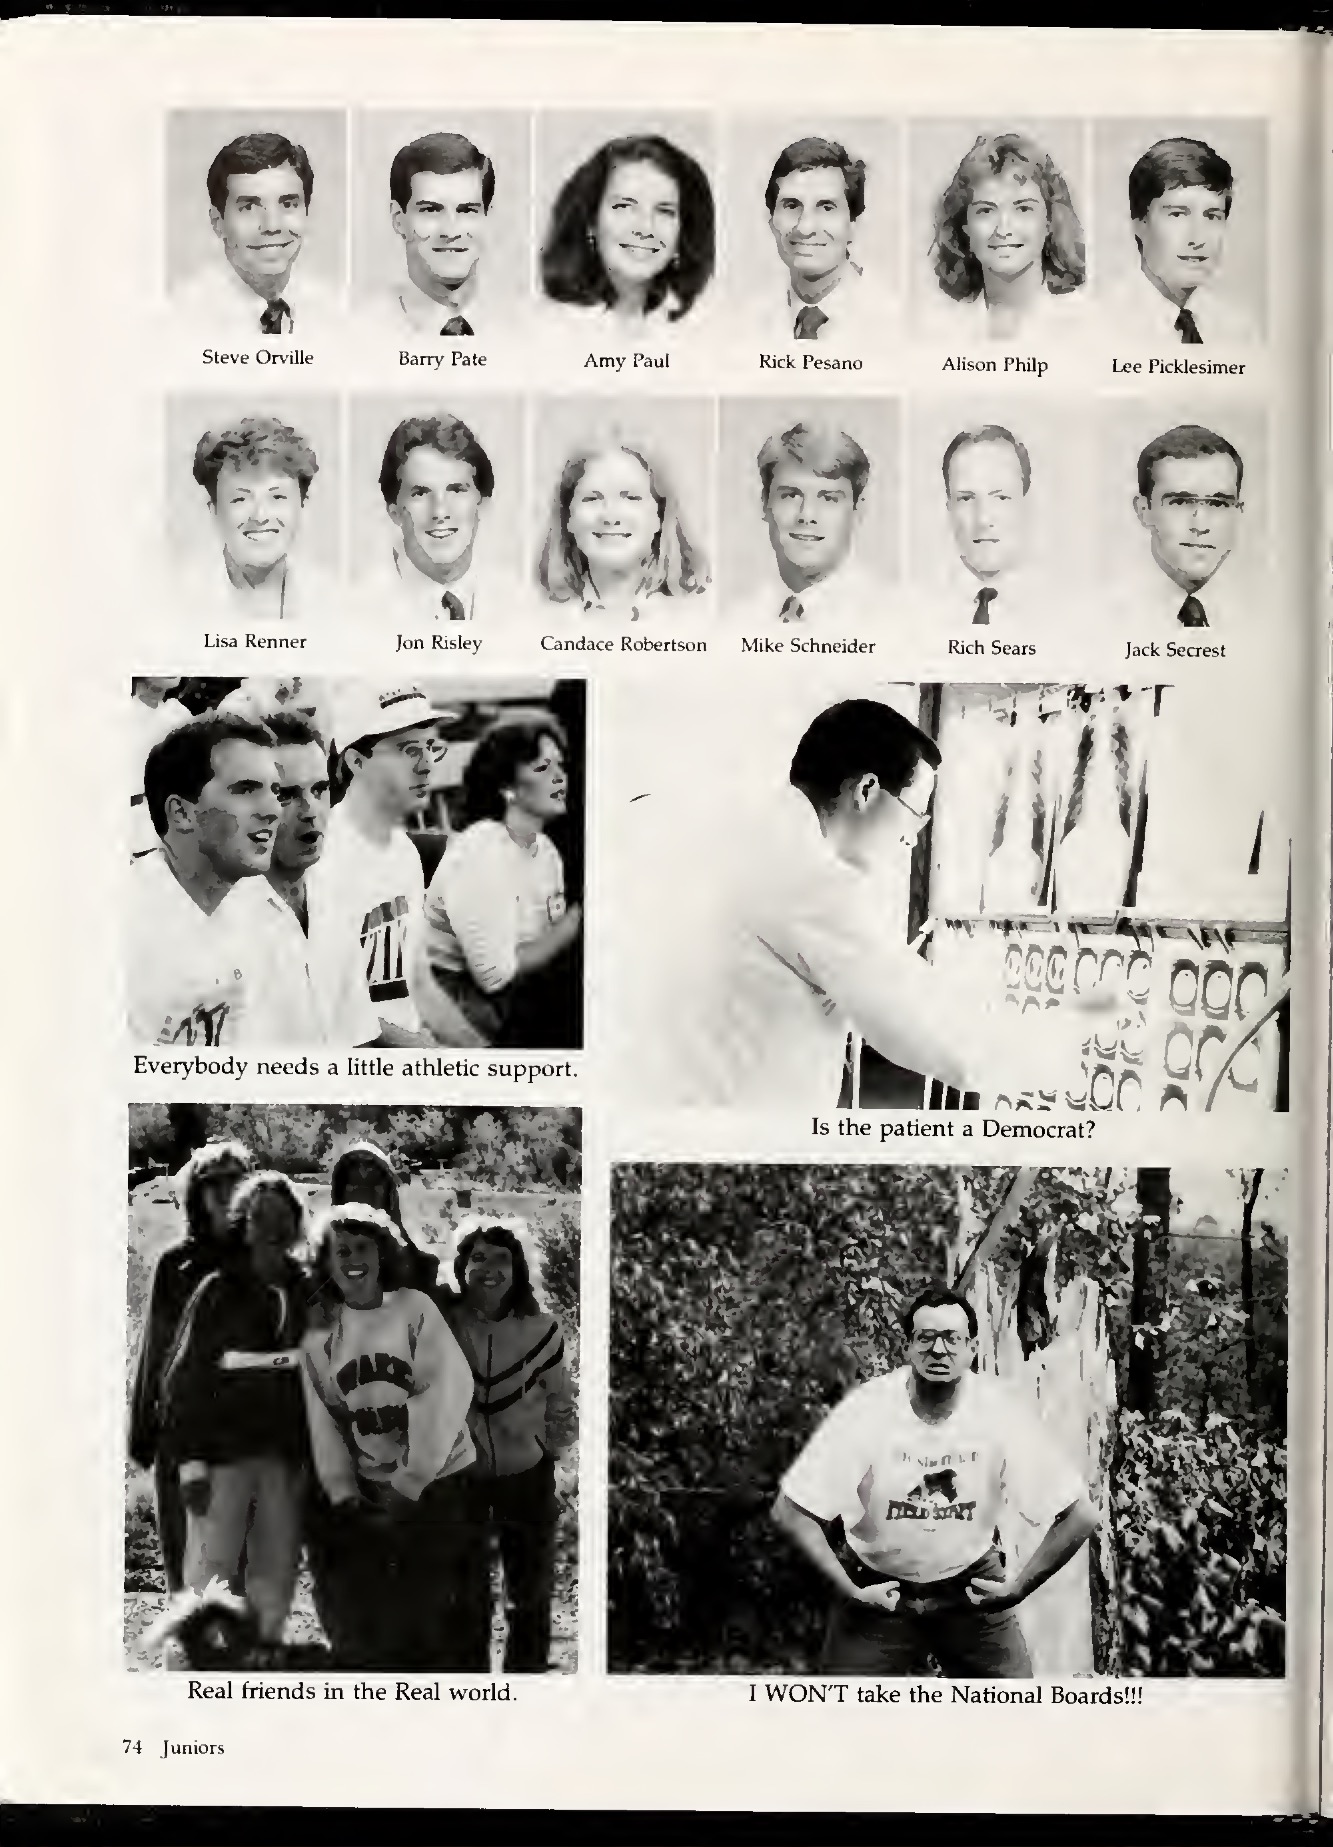 Steve Orville
Barry Pate
Amy Paul
Rick Pesano
Alison Philp
Lee Picklesimer
Lisa Renner
Jon Risley
Candace Robertson
Mike Schneider
Rich Sears
Jack Secrest
Everybody needs a little athletic support.
Is the patient a Democrat?
WAKE
Real friends in the Real world.
I WON'T take the National Boards!!!
74 Juniors